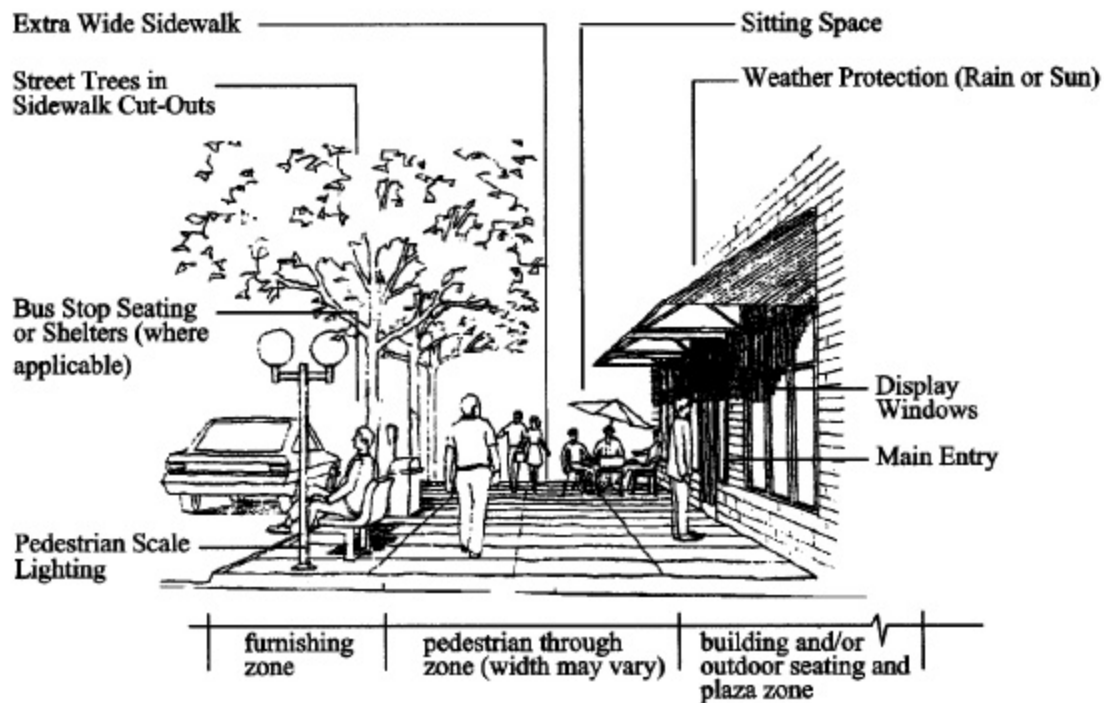 Extra Wide Sidewalk
Sitting Space
Street Trees in
Sidewalk Cut-Outs
Weather Protection (Rain or Sun)
Bus Stop Seating
or Shelters (where
applicable)
Display
Windows
Main Entry
Pedestrian Scale
Lighting
furnishing
zone
pedestrian through
zone (width may vary)
building and/or
outdoor seating and
plaza zone